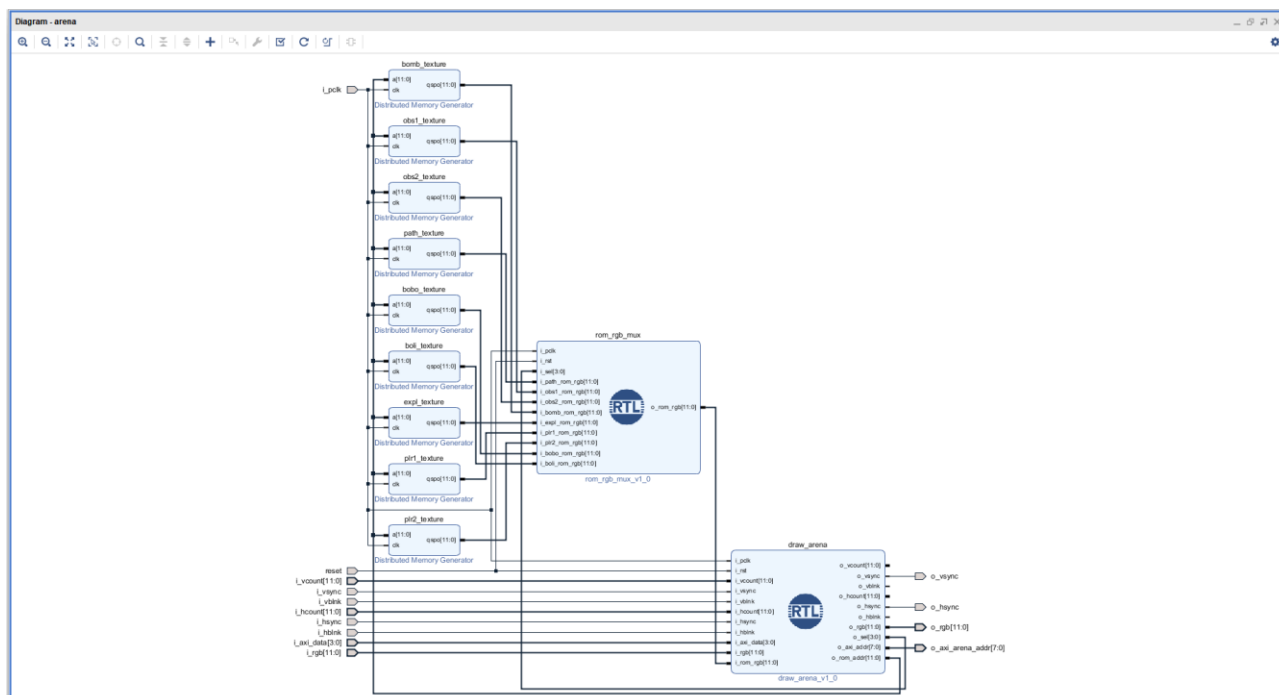 Diagram - arena
i_pclk
bomb_texture
a[11:0]
clk
qspo[11:0]
Distributed Memory Generator
obs1_texture
a[11:0]
clk
qspo[11:0]
Distributed Memory Generator
obs2_texture
a[11:0]
clk
qspo[11:0]
Distributed Memory Generator
path_texture
a[11:0]
clk
qspo[11:0]
Distributed Memory Generator
bobo_texture
a[11:0]
clk
qspo[11:0]
Distributed Memory Generator
boli_texture
a[11:0]
clk
qspo[11:0]
Distributed Memory Generator
expl_texture
a[11:0]
clk
qspo[11:0]
Distributed Memory Generator
plr1_texture
a[11:0]
clk
qspo[11:0]
Distributed Memory Generator
plr2_texture
a[11:0]
clk
qspo[11:0]
Distributed Memory Generator
rom_rgb_mux
i_pclk
i_rst
i_sel[3:0]
i_path_rom_rgb[11:0]
i_obs1_rom_rgb[11:0]
i_obs2_rom_rgb[11:0]
i_bomb_rom_rgb[11:0]
i_expl_rom_rgb[11:0]
i_plr1_rom_rgb[11:0]
i_plr2_rom_rgb[11:0]
i_bobo_rom_rgb[11:0]
i_boli_rom_rgb[11:0]
RTL
o_rom_rgb[11:0]
rom_rgb_mux_v1_0
reset
i_vcount[11:0]
i_vsync
i_vblnk
i_hcount[11:0]
i_hsync
i_hblnk
i_axi_data[3:0]
i_rgb[11:0]
draw_arena
i_pclk
i_rst
i_vcount[11:0]
i_vsync
i_vblnk
i_hcount[11:0]
i_hsync
i_hblnk
i_axi_data[3:0]
i_rgb[11:0]
i_rom_rgb[11:0]
RTL
o_vcount[11:0]
o_vsync
o_vblnk
o_hcount[11:0]
o_hsync
o_hblnk
o_rgb[11:0]
o_sel[3:0]
o_axi_addr[7:0]
o_rom_addr[11:0]
draw_arena_v1_0
o_vsync
o_hsync
o_rgb[11:0]
o_axi_arena_addr[7:0]